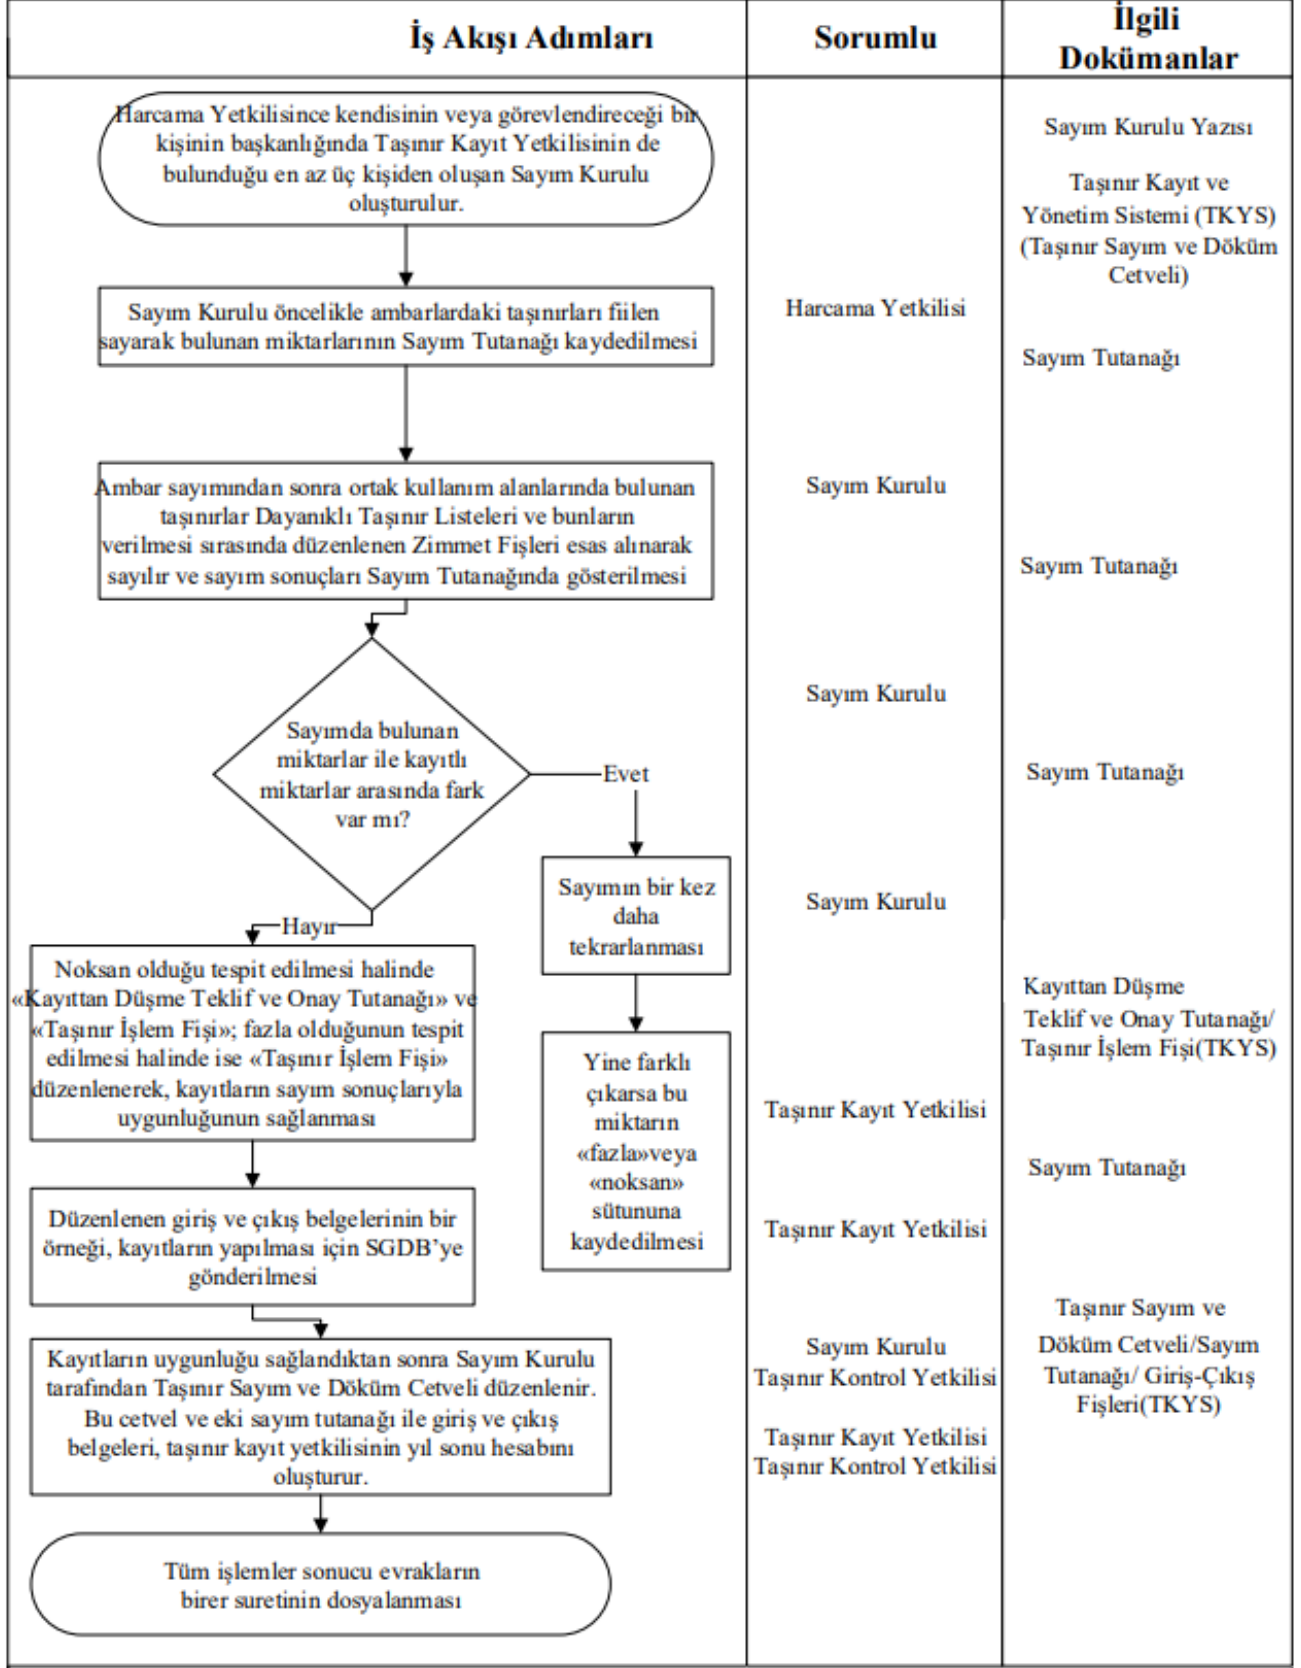 İş Akışı Adımları
Sorumlu
İlgili
Dokümanlar
Harcama Yetkilisince kendisinin veya görevlendireceği bir
kişinin başkanlığında Taşınır Kayıt Yetkilisinin de
bulunduğu en az üç kişiden oluşan Sayım Kurulu
oluşturulur.
Sayım Kurulu öncelikle ambarlardaki taşınırları fiilen
sayarak bulunan miktarlarının Sayım Tutanağı kaydedilmesi
Ambar sayımından sonra ortak kullanım alanlarında bulunan
taşınırlar Dayanıklı Taşınır Listeleri ve bunların
verilmesi sırasında düzenlenen Zimmet Fişleri esas alınarak
sayılır ve sayım sonuçları Sayım Tutanağında gösterilmesi
Sayımda bulunan
miktarlar ile kayıtlı
miktarlar arasında fark
var mı?
Evet
Sayımın bir kez
daha
tekrarlanması
Yine farklı
çıkarsa bu
miktarın
«fazla»veya
«noksan»
sütununa
kaydedilmesi
Hayır
Noksan olduğu tespit edilmesi halinde
«Kayıttan Düşme Teklif ve Onay Tutanağı» ve
«Taşınır İşlem Fişi»; fazla olduğunun tespit
edilmesi halinde ise «Taşınır İşlem Fişi»
düzenlenerek, kayıtların sayım sonuçlarıyla
uygunluğunun sağlanması
Düzenlenen giriş ve çıkış belgelerinin bir
örneği, kayıtların yapılması için SGDB’ye
gönderilmesi
Kayıtların uygunluğu sağlandıktan sonra Sayım Kurulu
tarafından Taşınır Sayım ve Döküm Cetveli düzenlenir.
Bu cetvel ve eki sayım tutanağı ile giriş ve çıkış
belgeleri, taşınır kayıt yetkilisinin yıl sonu hesabını
oluşturur.
Tüm işlemler sonucu evrakların
birer suretinin dosyalanması
Harcama Yetkilisi
Sayım Kurulu
Sayım Kurulu
Sayım Kurulu
Taşınır Kayıt Yetkilisi
Taşınır Kayıt Yetkilisi
Sayım Kurulu
Taşınır Kontrol Yetkilisi
Taşınır Kayıt Yetkilisi
Taşınır Kontrol Yetkilisi
Sayım Kurulu Yazısı
Taşınır Kayıt ve
Yönetim Sistemi (TKYS)
(Taşınır Sayım ve Döküm
Cetveli)
Sayım Tutanağı
Sayım Tutanağı
Sayım Tutanağı
Kayıttan Düşme
Teklif ve Onay Tutanağı/
Taşınır İşlem Fişi(TKYS)
Sayım Tutanağı
Taşınır Sayım ve
Döküm Cetveli/Sayım
Tutanağı/ Giriş-Çıkış
Fişleri(TKYS)